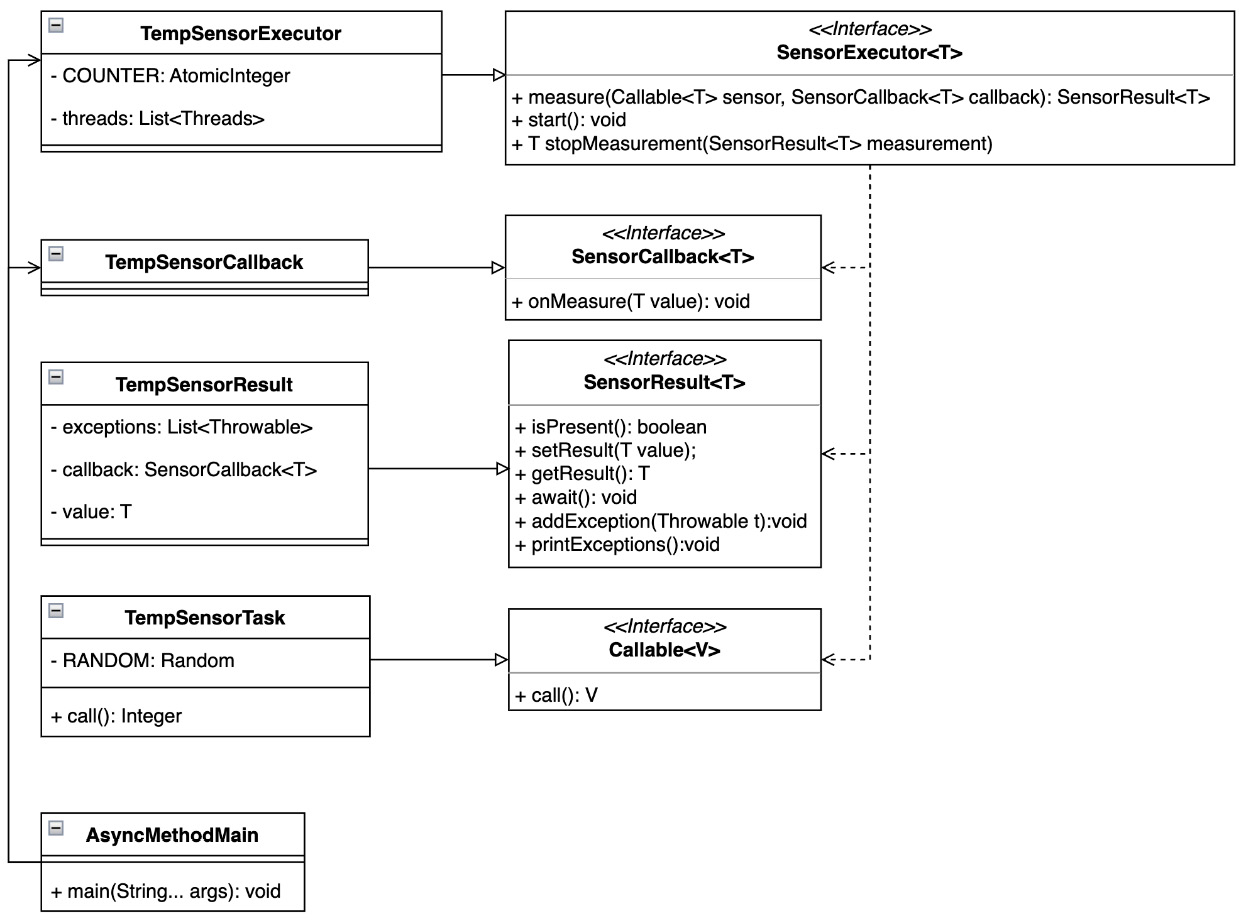 TempSensorExecutor
- COUNTER: AtomicInteger
- threads: List<Threads>
<<Interface>>
SensorExecutor<T>
+ measure(Callable<T> sensor, SensorCallback<T> callback): SensorResult<T>
+ start(): void
+ T stopMeasurement(SensorResult<T> measurement)
TempSensorCallback
<<Interface>>
SensorCallback<T>
+ onMeasure(T value): void
TempSensorResult
- exceptions: List<Throwable>
- callback: SensorCallback<T>
- value: T
<<Interface>>
SensorResult<T>
+ isPresent(): boolean
+ setResult(T value);
+ getResult(): T
+ await(): void
+ addException(Throwable t):void
+ printExceptions():void
TempSensorTask
- RANDOM: Random
+ call(): Integer
<<Interface>>
Callable<V>
+ call(): V
AsyncMethodMain
+ main(String... args): void